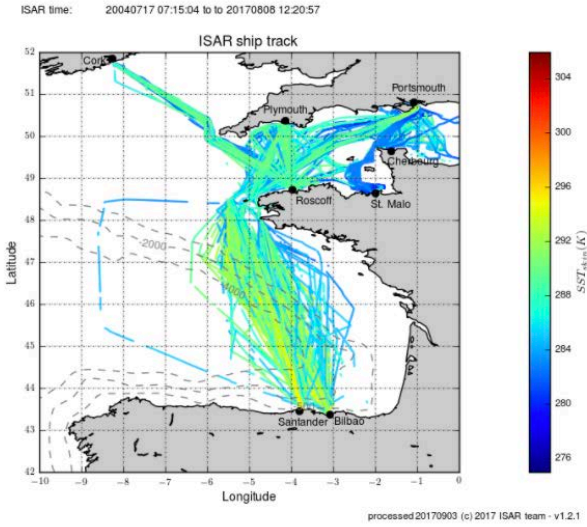 ISAR time: 20040717 07:15:04 to to 20170808 12:20:57
ISAR ship track
52
51
50
49
48
47
46
45
44
43
42
Latitude
Cork
Plymouth
Portsmouth
Cherbourg
Roscoff
St. Malo
-2000
-4000
Santander
Bilbao
−10
−9
−8
−7
−6
−5
−4
−3
−2
−1
0
Longitude
304
300
296
292
288
284
280
276
SSTskin(K)
processed 20170903 (c) 2017 ISAR team - v1.2.1